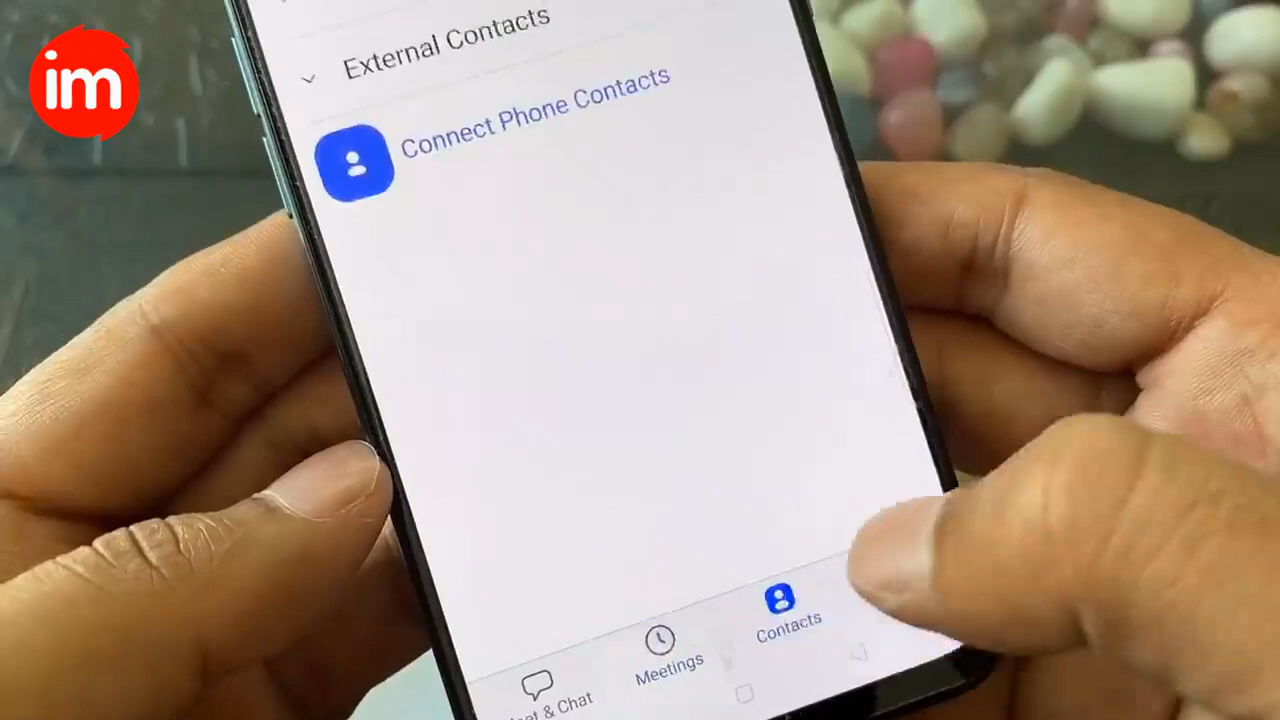 im
External Contacts
Connect Phone Contacts
Contacts
Meetings
& Chat